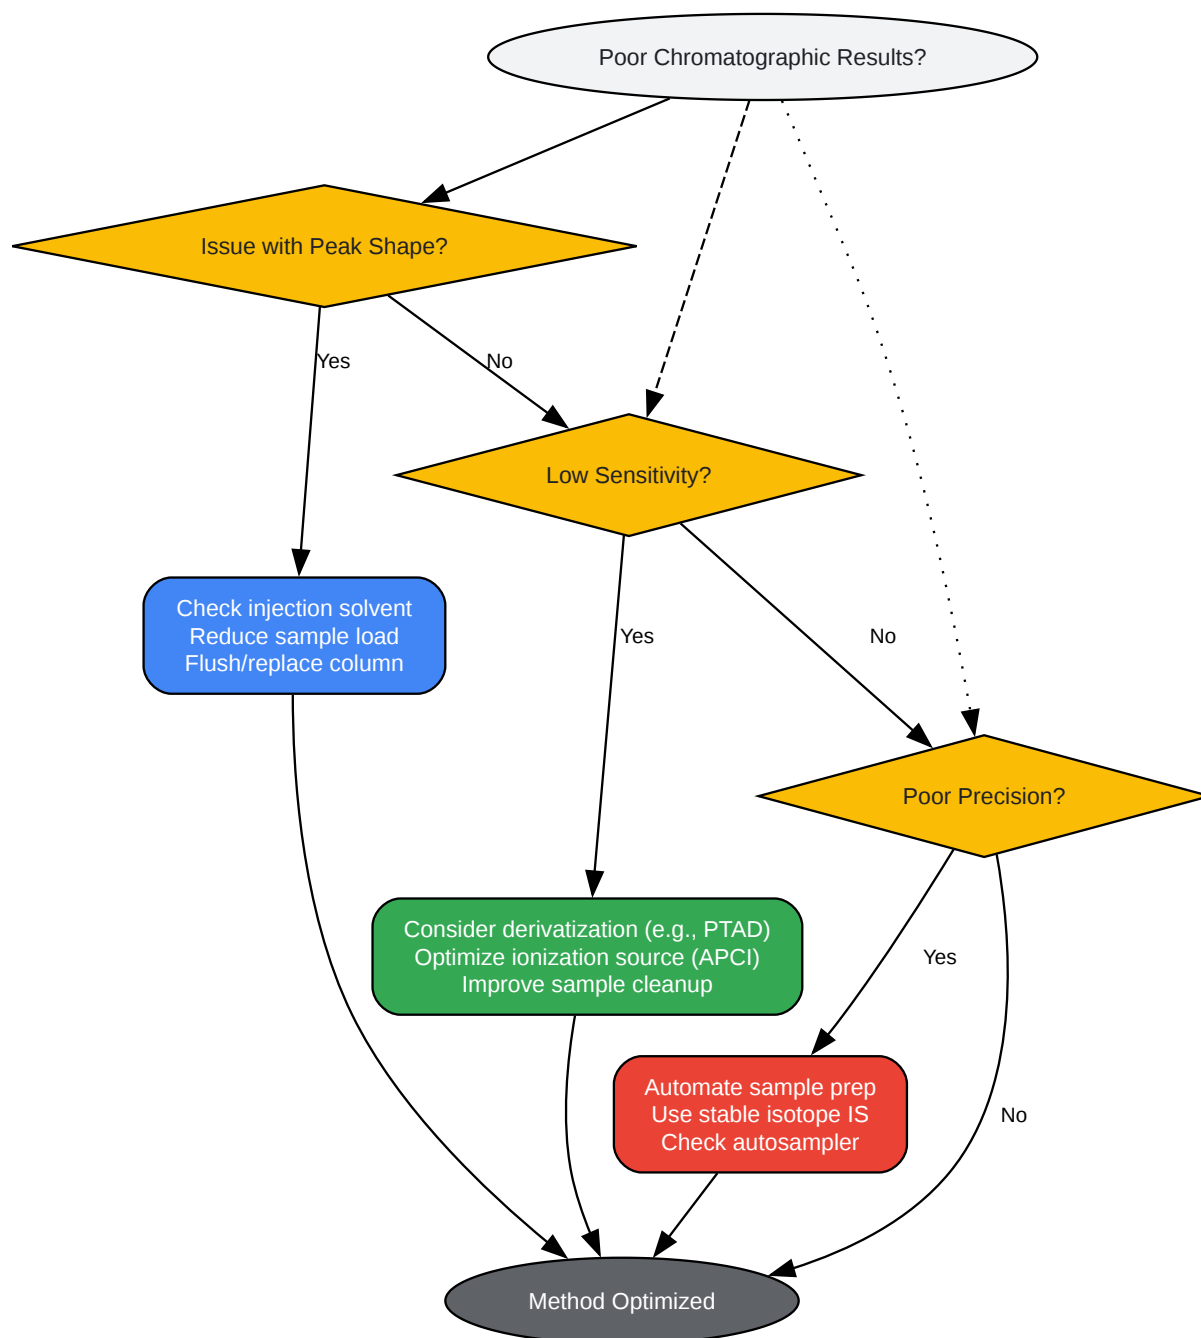 Poor Chromatographic Results?
Issue with Peak Shape?
Yes
No
Low Sensitivity?
Check injection solvent
Reduce sample load
Flush/replace column
Yes
No
Poor Precision?
Consider derivatization (e.g., PTAD)
Optimize ionization source (APCI)
Improve sample cleanup
Yes
Automate sample prep
Use stable isotope IS
Check autosampler
No
Method Optimized